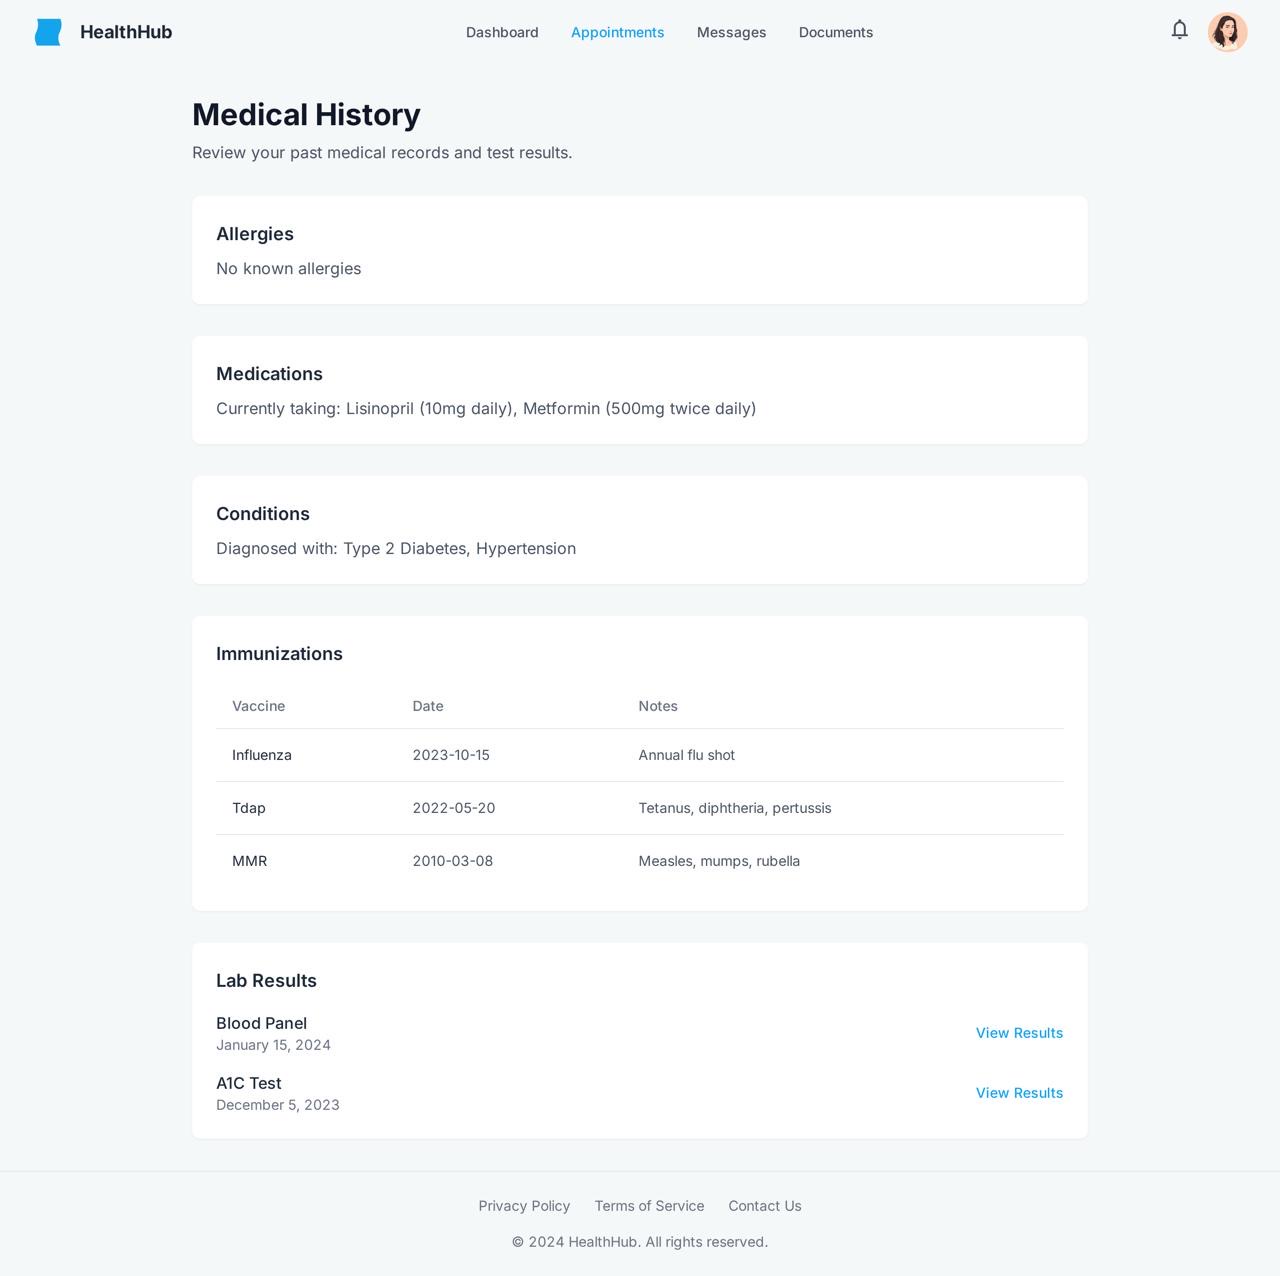 HealthHub
Dashboard Appointments Messages Documents
Medical History
Review your past medical records and test results.
Allergies
No known allergies
Medications
Currently taking: Lisinopril (10mg daily), Metformin (500mg twice daily)
Conditions
Diagnosed with: Type 2 Diabetes, Hypertension
Immunizations
Vaccine Date Notes
Influenza 2023-10-15 Annual flu shot
Tdap 2022-05-20 Tetanus, diphtheria, pertussis
MMR 2010-03-08 Measles, mumps, rubella
Lab Results
Blood Panel
January 15, 2024
View Results
A1C Test
December 5, 2023
View Results
Privacy Policy Terms of Service Contact Us
© 2024 HealthHub. All rights reserved.